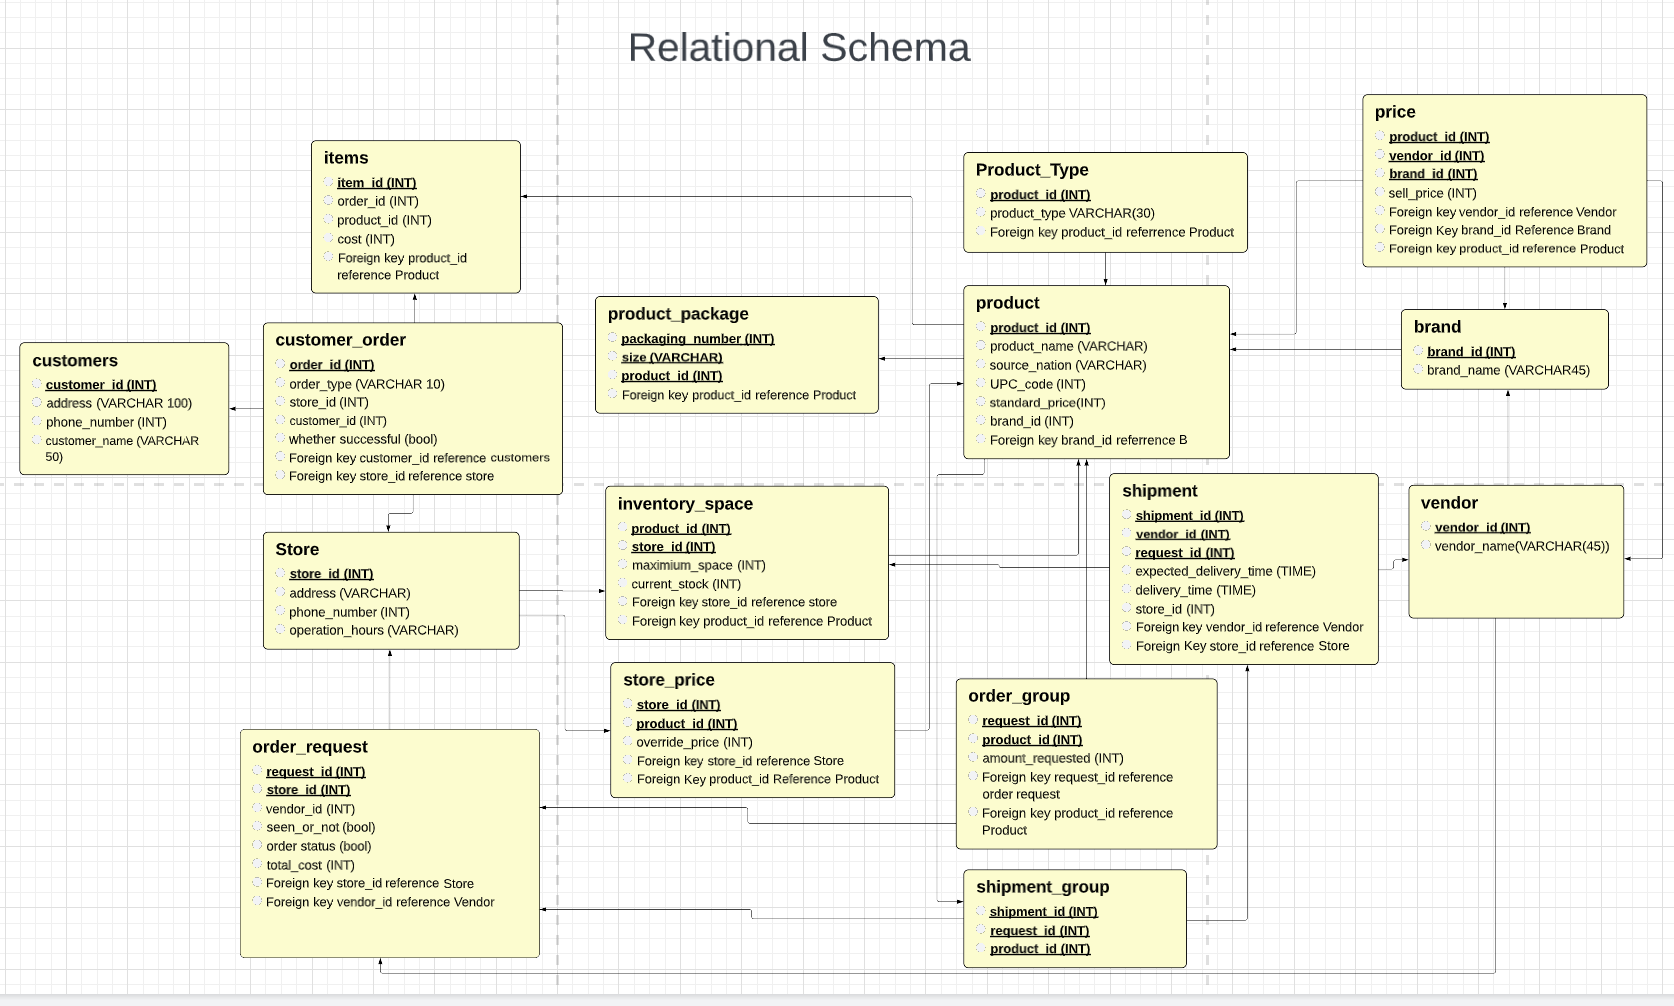 Relational Schema
items
item_id (INT)
order_id (INT)
product_id (INT)
cost (INT)
Foreign key product_id
reference Product
Product_Type
product_id (INT)
product_type VARCHAR(30)
Foreign key product_id referrence Product
price
product_id (INT)
vendor_id (INT)
brand_id (INT)
sell_price (INT)
Foreign key vendor_id reference Vendor
Foreign Key brand_id Reference Brand
Foreign key product_id reference Product
customers
customer_id (INT)
address (VARCHAR 100)
phone_number (INT)
customer_name (VARCHAR
50)
customer_order
order_id (INT)
order_type (VARCHAR 10)
store_id (INT)
customer_id (INT)
whether successful (bool)
Foreign key customer_id reference customers
Foreign key store_id reference store
product_package
packaging_number (INT)
size (VARCHAR)
product_id (INT)
Foreign key product_id reference Product
product
product_id (INT)
product_name (VARCHAR)
source_nation (VARCHAR)
UPC_code (INT)
standard_price(INT)
brand_id (INT)
Foreign key brand_id referrence B
brand
brand_id (INT)
brand_name (VARCHAR45)
Store
store_id (INT)
address (VARCHAR)
phone_number (INT)
operation_hours (VARCHAR)
inventory_space
product_id (INT)
store_id (INT)
maximum_space (INT)
current_stock (INT)
Foreign key store_id reference store
Foreign key product_id reference Product
shipment
shipment_id (INT)
vendor_id (INT)
request_id (INT)
expected_delivery_time (TIME)
delivery_time (TIME)
store_id (INT)
Foreign key vendor_id reference Vendor
Foreign Key store_id reference Store
vendor
vendor_id (INT)
vendor_name(VARCHAR(45))
store_price
store_id (INT)
product_id (INT)
override_price (INT)
Foreign key store_id reference Store
Foreign Key product_id Reference Product
order_group
request_id (INT)
product_id (INT)
amount_requested (INT)
Foreign key request_id reference
order request
Foreign key product_id reference
Product
order_request
request_id (INT)
store_id (INT)
vendor_id (INT)
seen_or_not (bool)
order status (bool)
total_cost (INT)
Foreign key store_id reference Store
Foreign key vendor_id reference Vendor
shipment_group
shipment_id (INT)
request_id (INT)
product_id (INT)